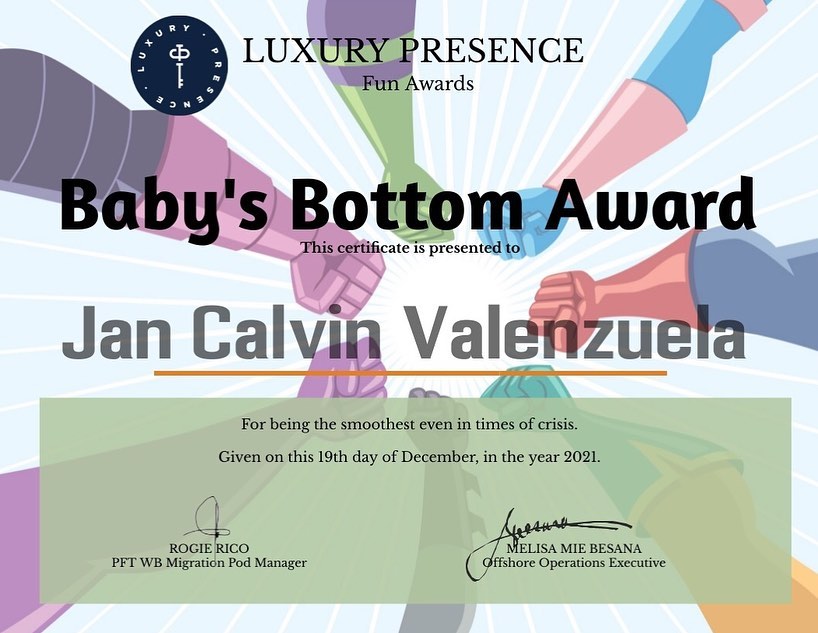 LUXURY · PRESENCE ·
LUXURY PRESENCE
Fun Awards
Baby's Bottom Award
This certificate is presented to
Jan Calvin Valenzuela
For being the smoothest even in times of crisis.
Given on this 19th day of December, in the year 2021.
ROGIE RICO
PFT WB Migration Pod Manager
MELISA MIE BESANA
Offshore Operations Executive